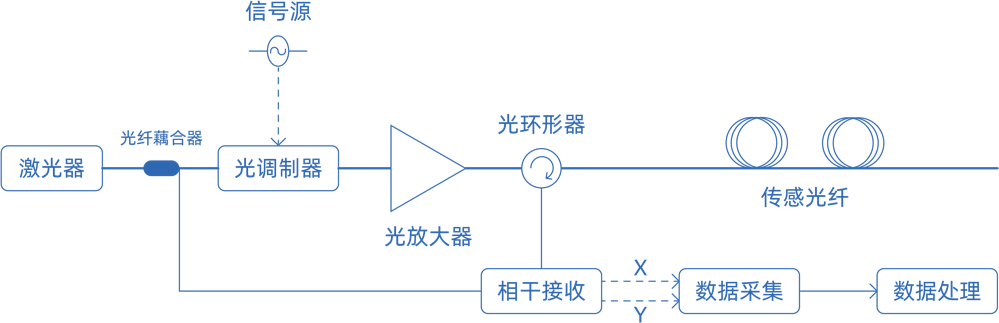 信号源
光纤藕合器
光环形器
激光器
光调制器
传感光纤
光放大器
X
相干接收
数据采集
数据处理
Y